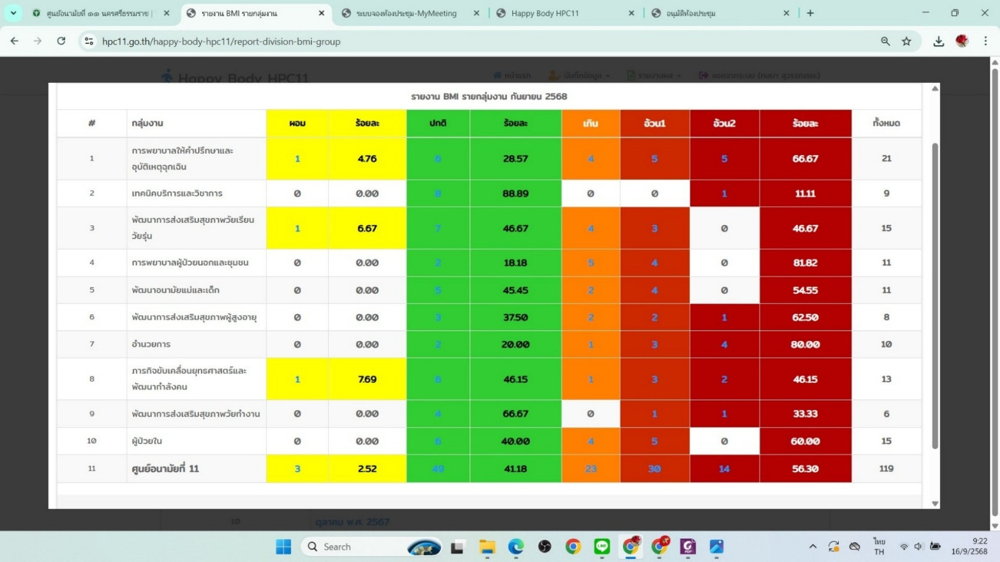 ศูนย์อนามัยที่ ๑๑ นครศรีธรรมราช |
รายงาน BMI รายกลุ่มงาน
ระบบจองห้องประชุม-MyMeeting
Happy Body HPC11
อนุมัติห้องประชุม
hpc11.go.th/happy-body-hpc11/report-division-bmi-group
Happy Body HPC11 หน้าแรก บันทึกข้อมูล รายงานผล ออกจากระบบ
รายงาน BMI รายกลุ่มงาน กันยายน 2568
# กลุ่มงาน ผอม ร้อยละ ปกติ ร้อยละ เกิน อ้วน1 อ้วน2 ร้อยละ ทั้งหมด
1 การพยาบาลให้คำปรึกษาและ 1 4.76 6 28.57 4 5 5 66.67 21
อุบัติเหตุฉุกเฉิน
2 เทคนิคบริการและวิชาการ 0 0.00 8 88.89 0 0 1 11.11 9
3 พัฒนาการส่งเสริมสุขภาพวัยเรียน 1 6.67 7 46.67 4 3 0 46.67 15
วัยรุ่น
4 การพยาบาลผู้ป่วยนอกและชุมชน 0 0.00 2 18.18 5 4 0 81.82 11
5 พัฒนาอนามัยแม่และเด็ก 0 0.00 5 45.45 2 4 0 54.55 11
6 พัฒนาการส่งเสริมสุขภาพผู้สูงอายุ 0 0.00 3 37.50 2 2 1 62.50 8
7 อำนวยการ 0 0.00 2 20.00 1 3 4 80.00 10
8 ภารกิจขับเคลื่อนยุทธศาสตร์และ 1 7.69 6 46.15 1 3 2 46.15 13
พัฒนากำลังคน
9 พัฒนาการส่งเสริมสุขภาพวัยทำงาน 0 0.00 4 66.67 0 1 1 33.33 6
10 ผู้ป่วยใน 0 0.00 6 40.00 4 5 0 60.00 15
11 ศูนย์อนามัยที่ 11 3 2.52 49 41.18 23 30 14 56.30 119
10 ตุลาคม พ.ศ. 2567
Search
ไทย
TH
9:22
16/9/2568